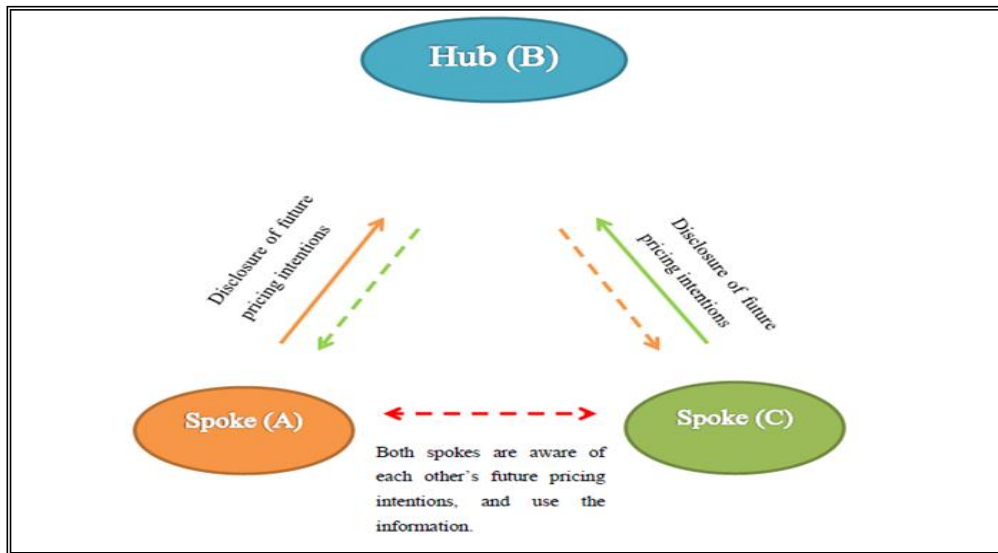 Hub (B)
Disclosure of future
pricing intentions
Disclosure of future
pricing intentions
Spoke (A)
Spoke (C)
Both spokes are aware of
each other's future pricing
intentions, and use the
information.